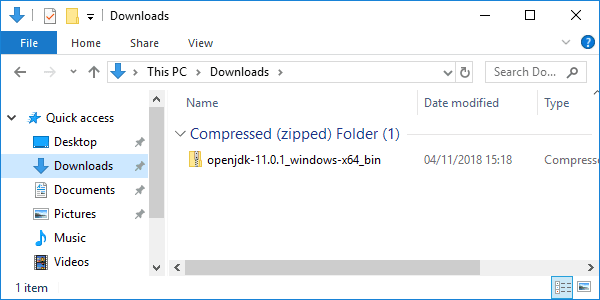 Downloads
File Home Share View
This PC Downloads Search Do...
Name Date modified Type
Quick access
Compressed (zipped) Folder (1)
Desktop
Downloads
openjdk-11.0.1_windows-x64_bin 04/11/2018 15:18 Compresse
Documents
Pictures
Music
Videos
1 item